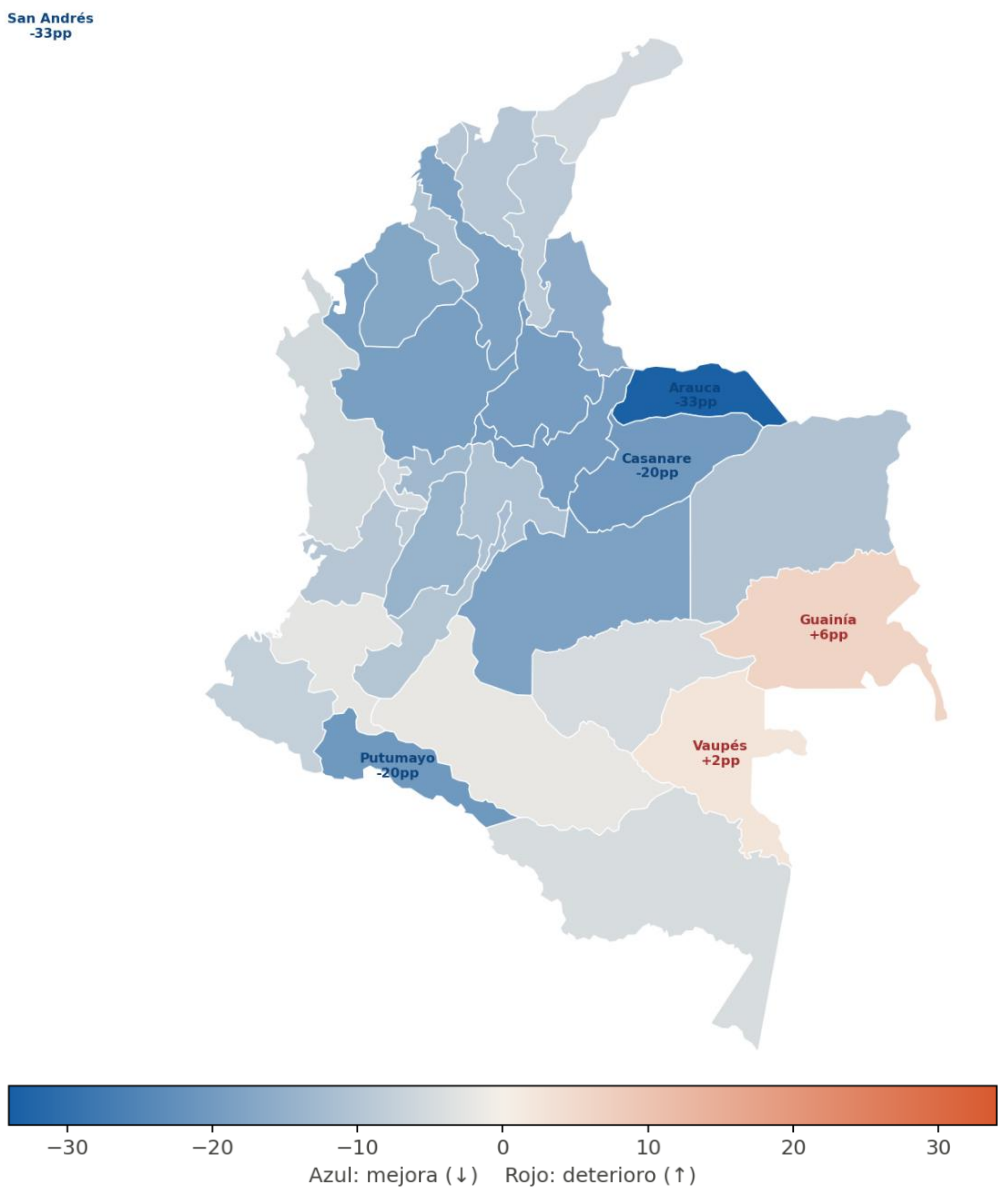 San Andrés
-33pp
Arauca
-33pp
Casanare
-20pp
Guainía
+6pp
Vaupés
+2pp
Putumayo
-20pp
−30 −20 −10 0 10 20 30
Azul: mejora (↓) Rojo: deterioro (↑)